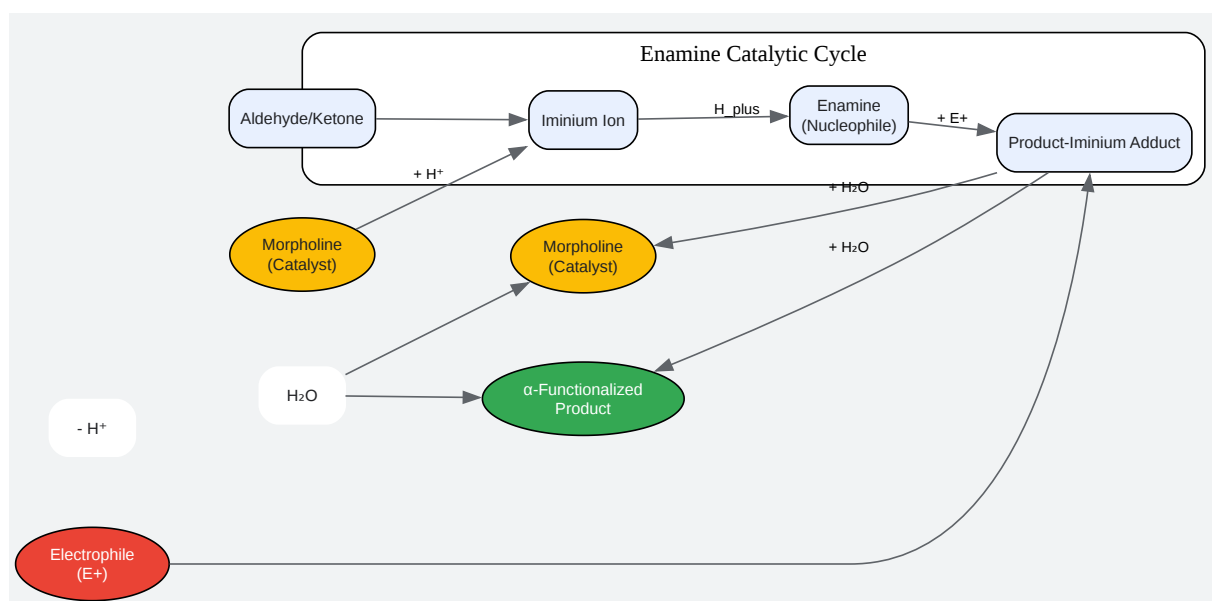 Enamine Catalytic Cycle
Aldehyde/Ketone
Iminium Ion
H_plus
Enamine
(Nucleophile)
+ E+
Product-Iminium Adduct
+ H⁺
+ H₂O
Morpholine
(Catalyst)
Morpholine
(Catalyst)
+ H₂O
H₂O
α-Functionalized
Product
- H⁺
Electrophile
(E+)